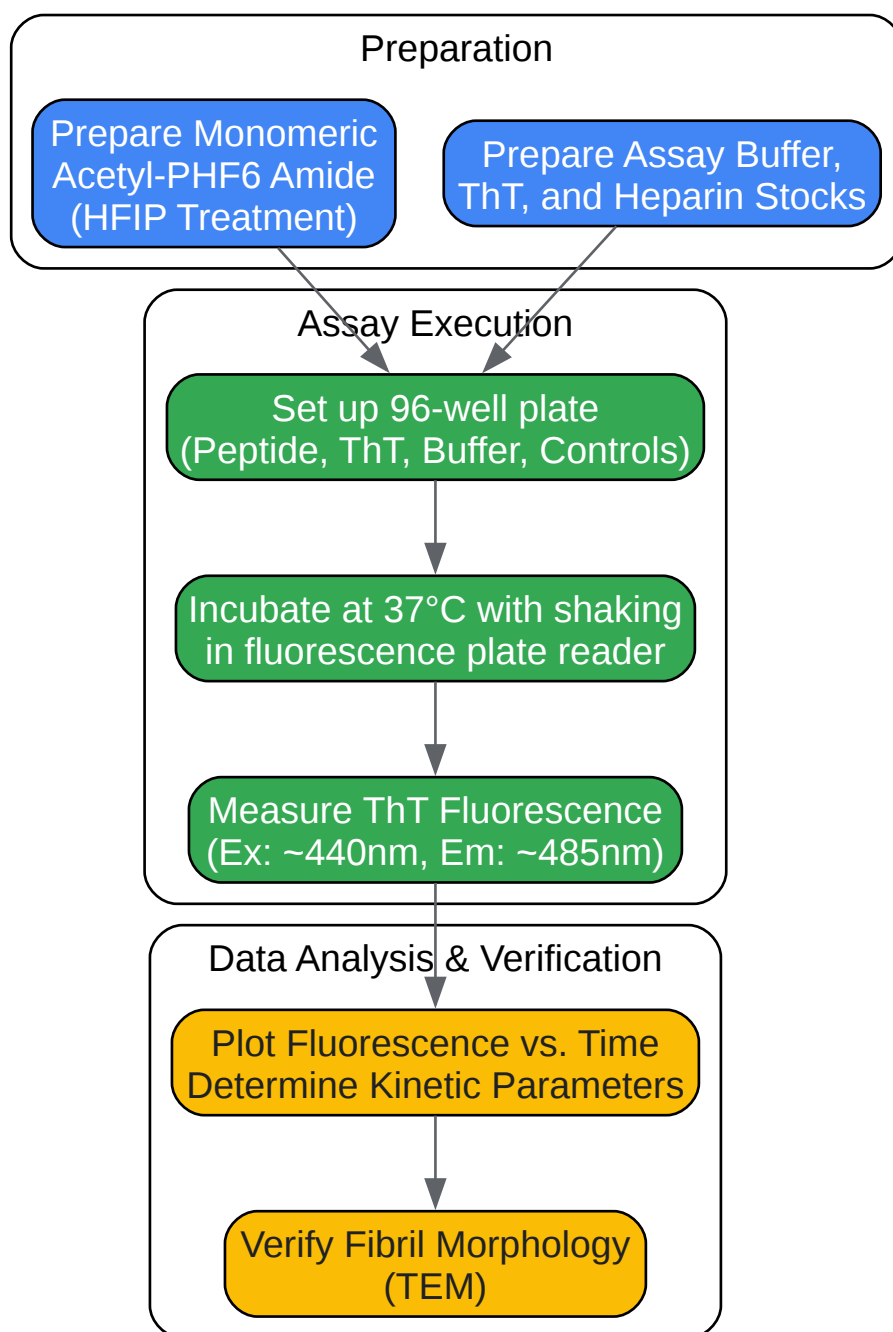 Preparation
Prepare Monomeric
Acetyl-PHF6 Amide
(HFIP Treatment)
Prepare Assay Buffer,
ThT, and Heparin Stocks
Assay Execution
Set up 96-well plate
(Peptide, ThT, Buffer, Controls)
Incubate at 37°C with shaking
in fluorescence plate reader
Measure ThT Fluorescence
(Ex: ~440nm, Em: ~485nm)
Data Analysis & Verification
Plot Fluorescence vs. Time
Determine Kinetic Parameters
Verify Fibril Morphology
(TEM)